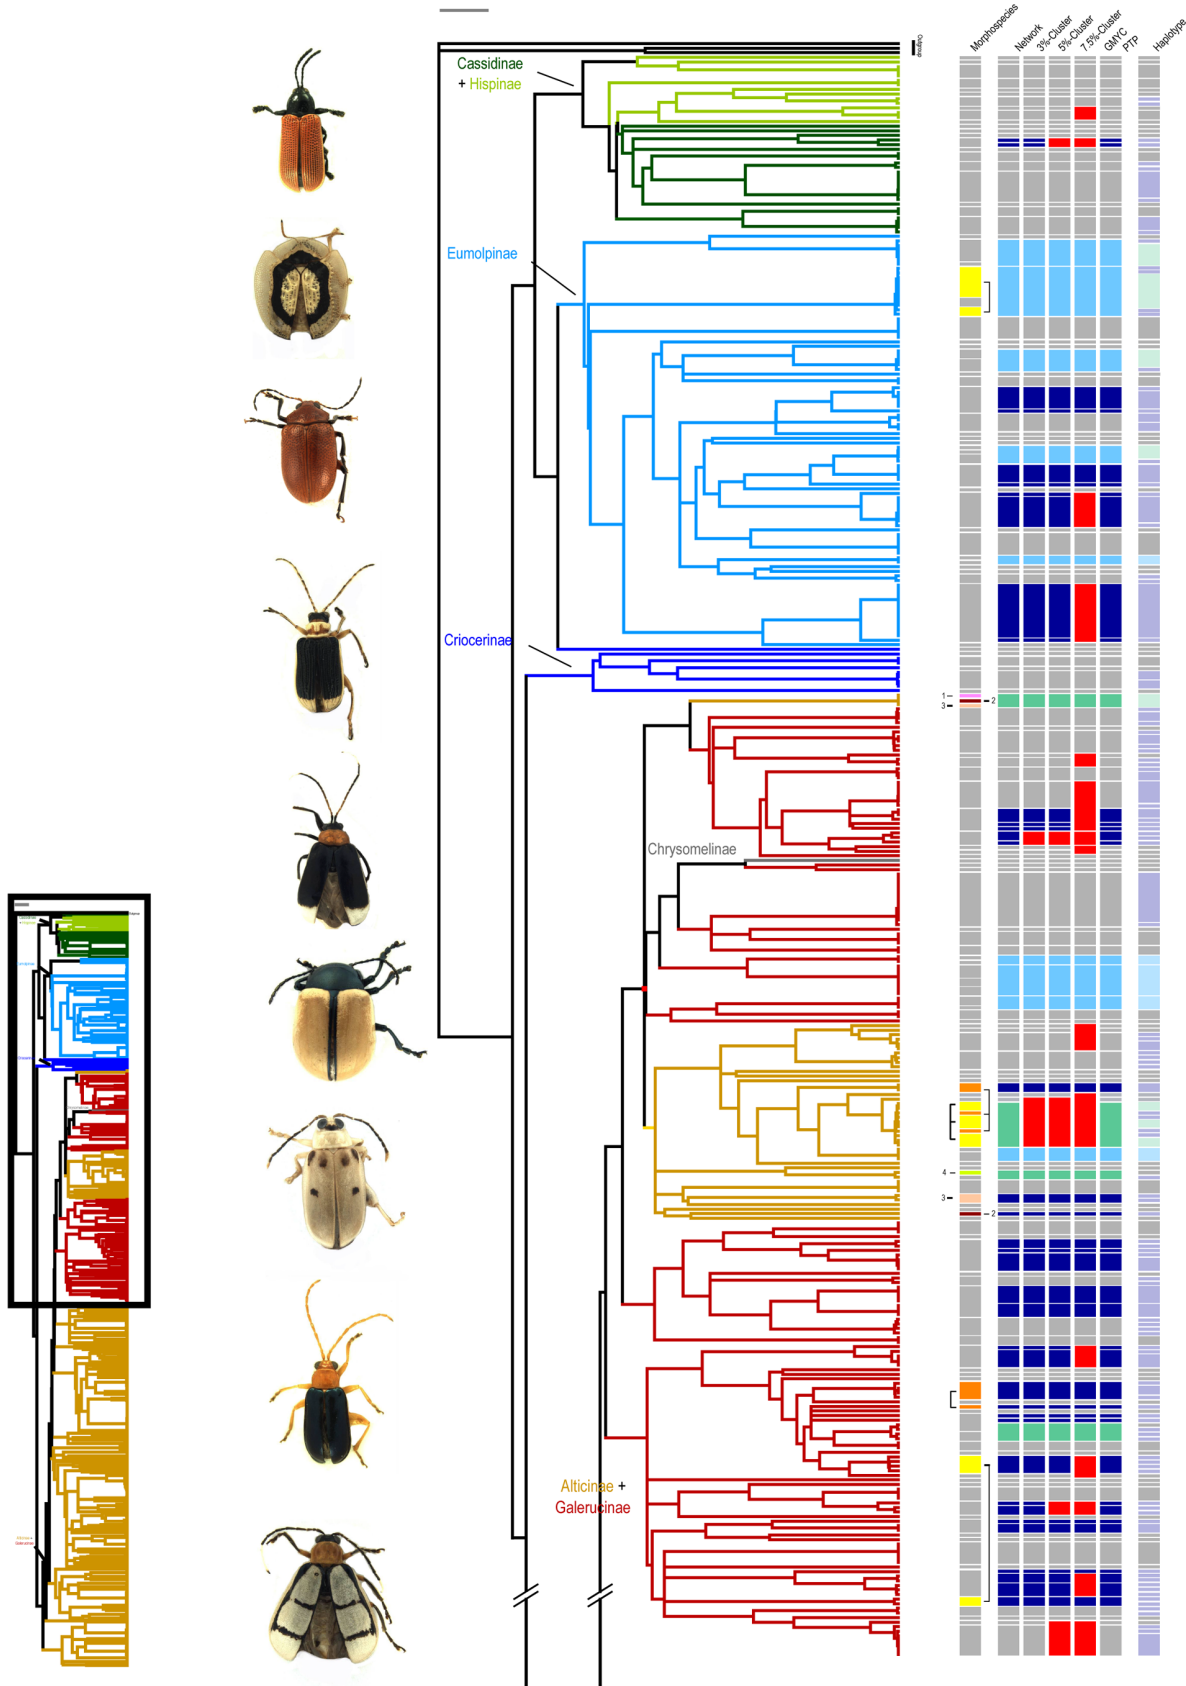 Morphospecies
Network
3%-Cluster
5%-Cluster
7.5%-Cluster
GMYC
PTP
Haplotype
Outgroup
Cassidinae
+ Hispinae
Eumolpinae
Criocerinae
1
2
3
Chrysomelinae
4
3
2
Alticinae +
Galerucinae